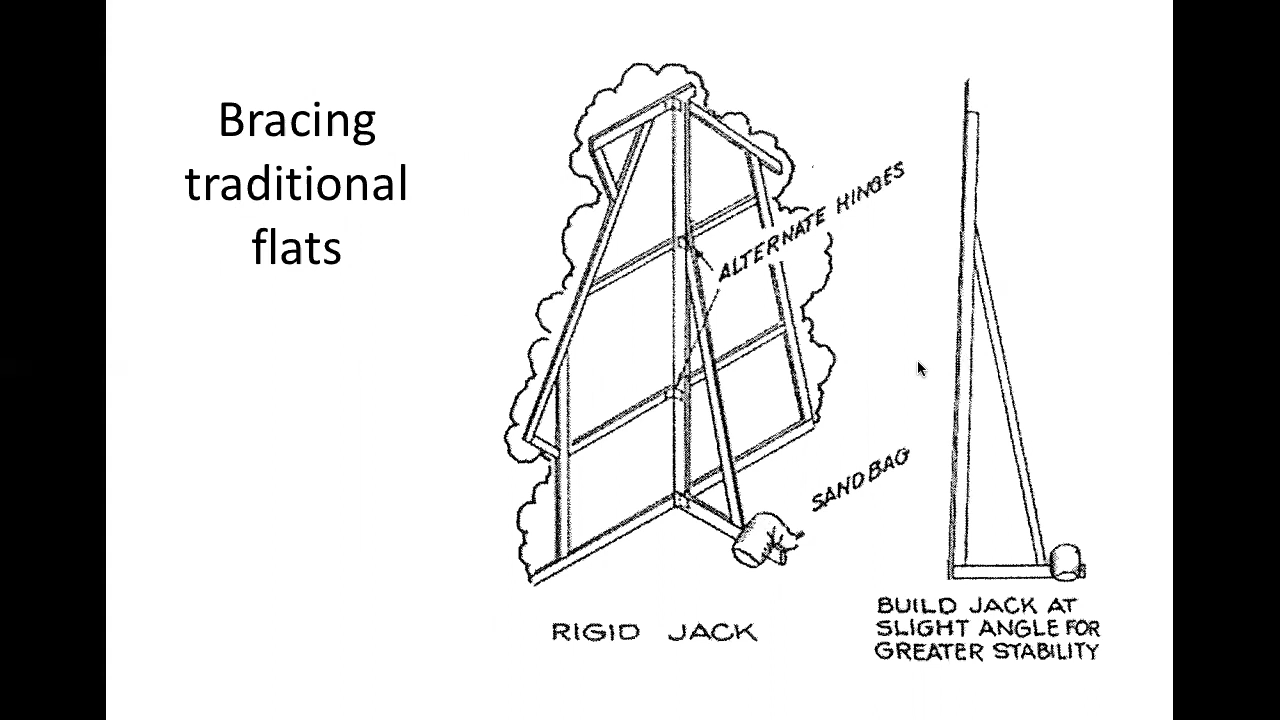 Bracing
traditional
flats
ALTERNATE HINGES
SANDBAG
RIGID JACK
BUILD JACK AT
SLIGHT ANGLE FOR
GREATER STABILITY